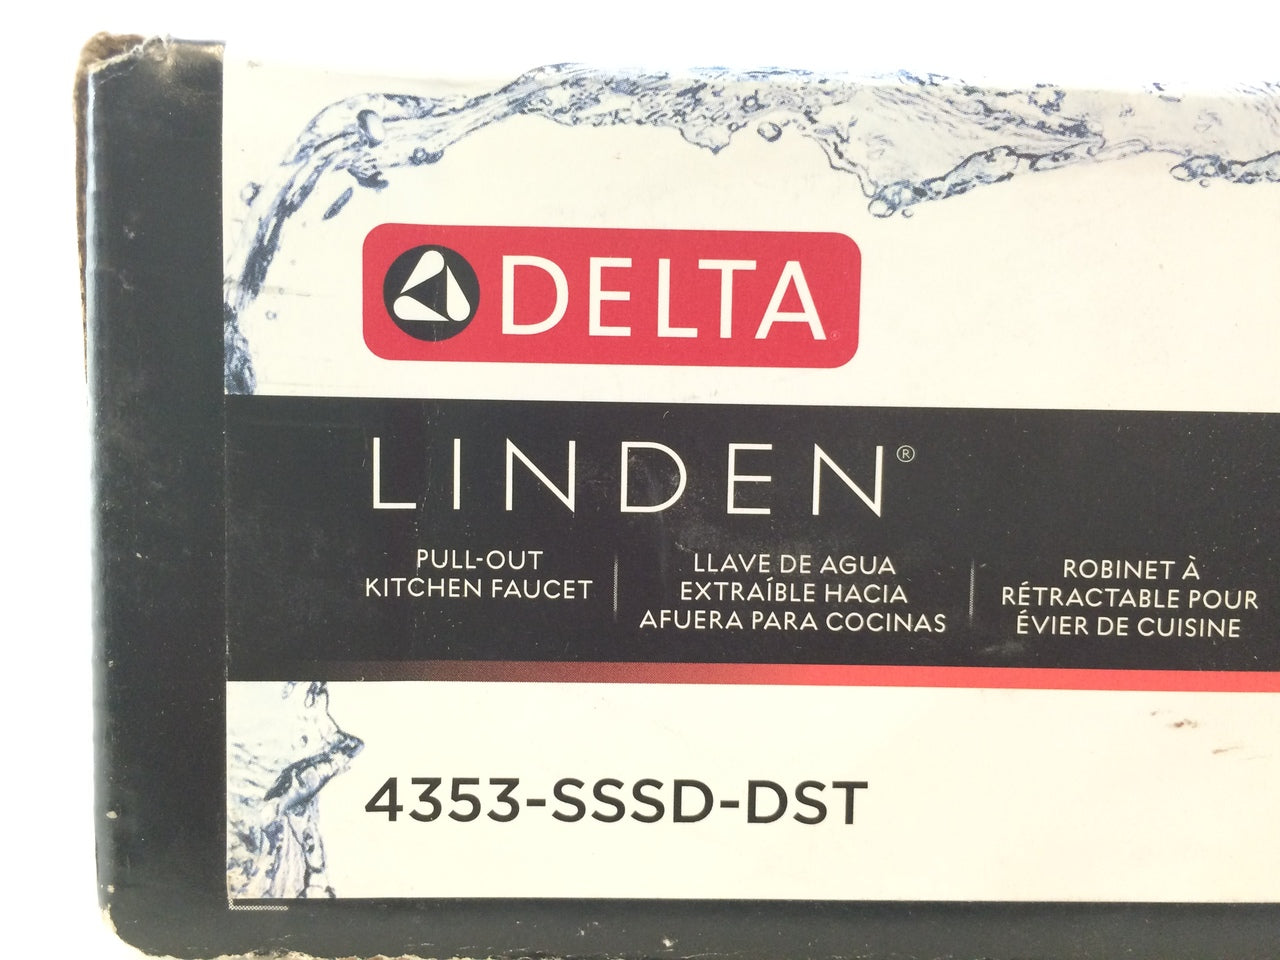 DELTA
LINDEN®
PULL-OUT
KITCHEN FAUCET
LLAVE DE AGUA
EXTRAÍBLE HACIA
AFUERA PARA COCINAS
ROBINET À
RÉTRACTABLE POUR
ÉVIER DE CUISINE
4353-SSSD-DST